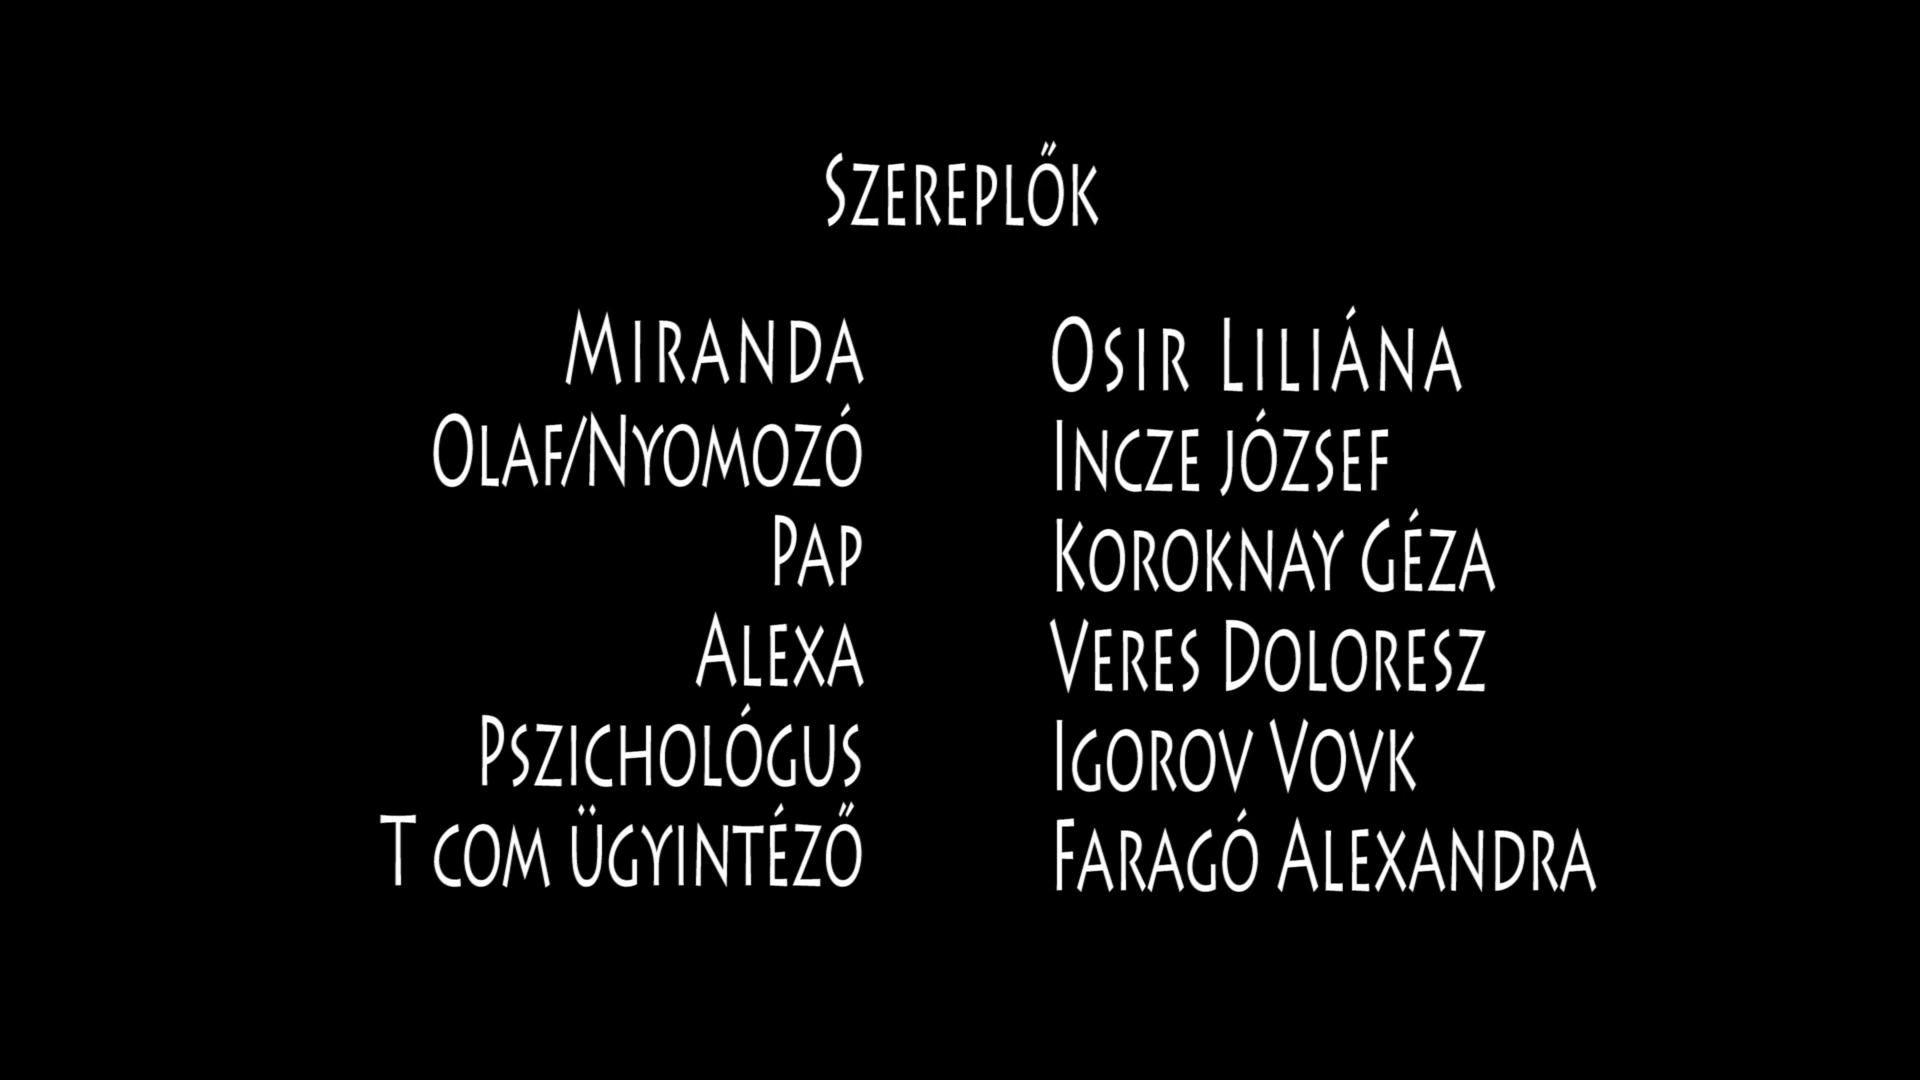 Szereplők
Miranda Osir Liliána
Olaf/Nyomozó Incze József
Pap Koroknay Géza
Alexa Veres Doloresz
Pszichológus Igorov Vovk
T com ügyintéző Faragó Alexandra